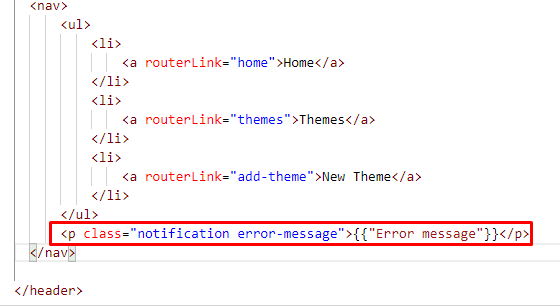 <nav>
<ul>
<li>
<a routerLink="home">Home</a>
</li>
<li>
<a routerLink="themes">Themes</a>
</li>
<li>
<a routerLink="add-theme">New Theme</a>
</li>
</ul>
<p class="notification error-message">{{"Error message"}}</p>
</nav>
</header>